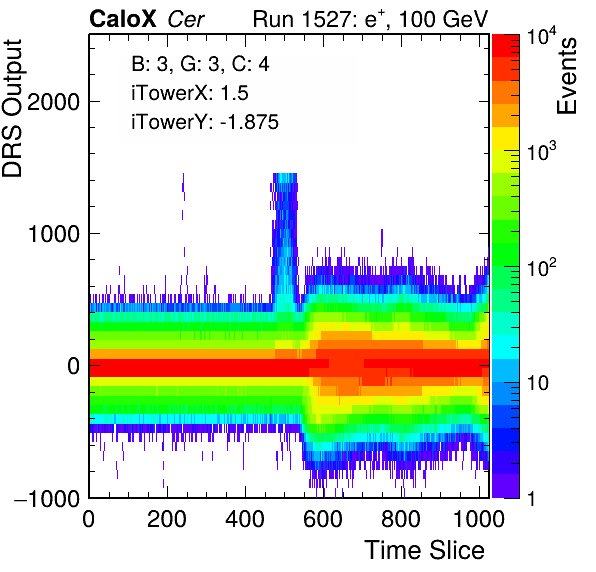 CaloX Cer Run 1527: e⁺, 100 GeV
B: 3, G: 3, C: 4
iTowerX: 1.5
iTowerY: -1.875
DRS Output
2000
1000
0
−1000
0 200 400 600 800 1000
Time Slice
Events
10⁴
10³
10²
10
1